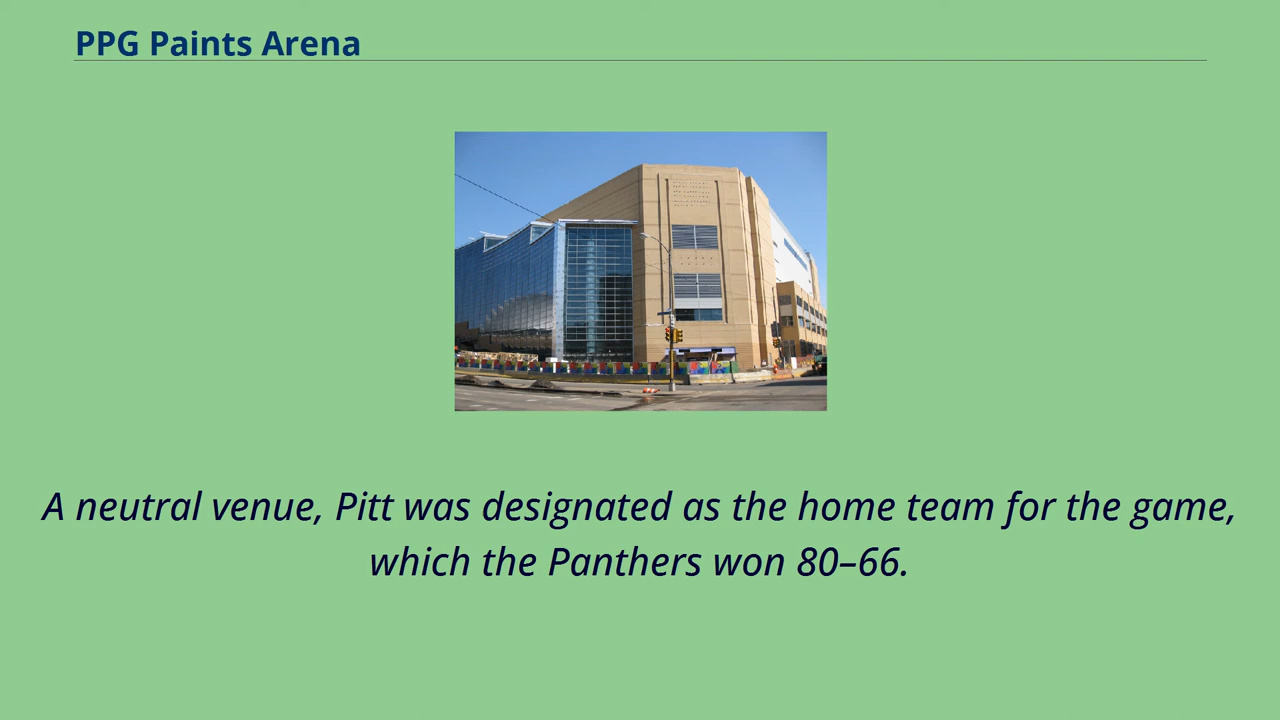 PPG Paints Arena
A neutral venue, Pitt was designated as the home team for the game,
which the Panthers won 80–66.